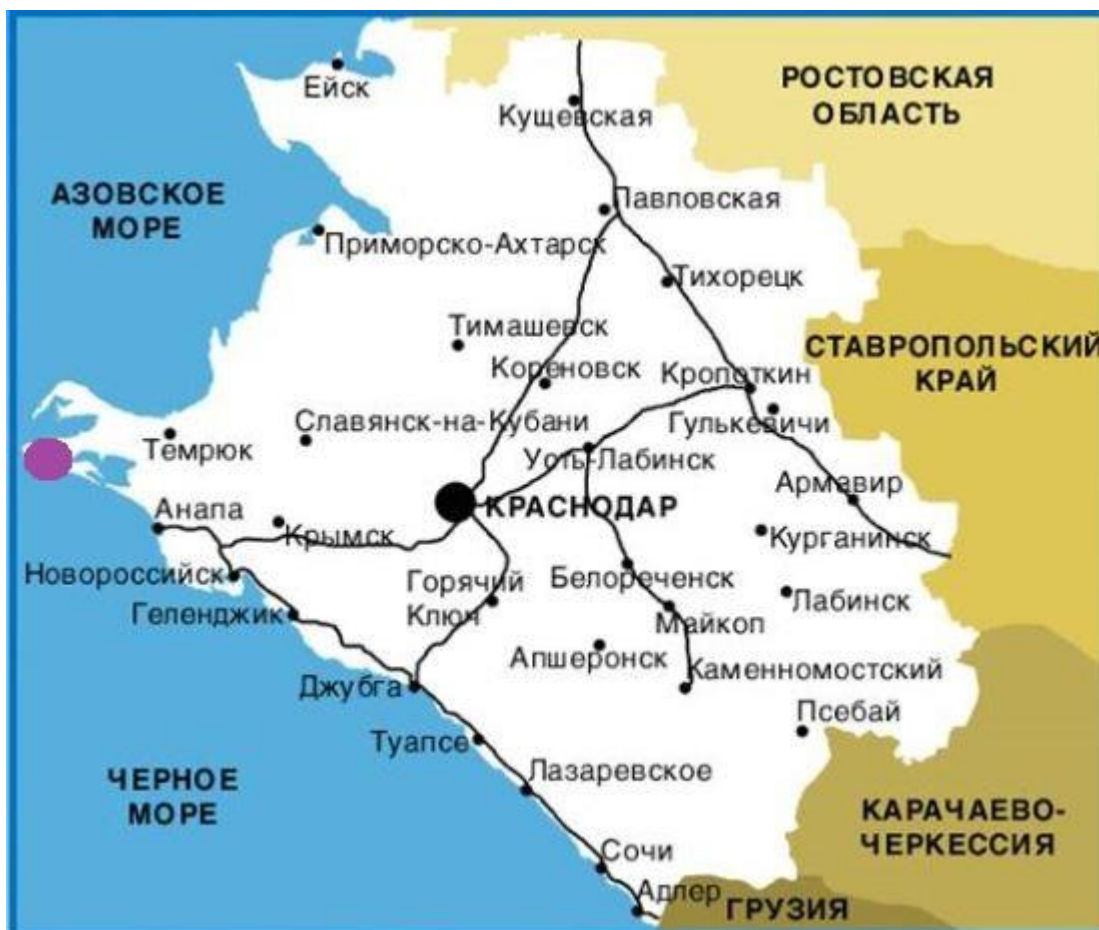 РОСТОВСКАЯ
ОБЛАСТЬ
Ейск
Кущевская
АЗОВСКОЕ
МОРЕ
Павловская
Приморско-Ахтарск
Тихорецк
Тимашевск
СТАВРОПОЛЬСКИЙ
КРАЙ
Кореновск
Кропоткин
Славянск-на-Кубани
Гулькевичи
Темрюк
Усть-Лабинск
Армавир
Анапа
КРАСНОДАР
Крымск
Курганинск
Новороссийск
Горячий
Ключ
Белореченск
Лабинск
Геленджик
Майкоп
Апшеронск
Каменномостский
Джубга
Псебай
Туапсе
ЧЕРНОЕ
МОРЕ
Лазаревское
КАРАЧАЕВО-
ЧЕРКЕССИЯ
Сочи
Адлер
ГРУЗИЯ